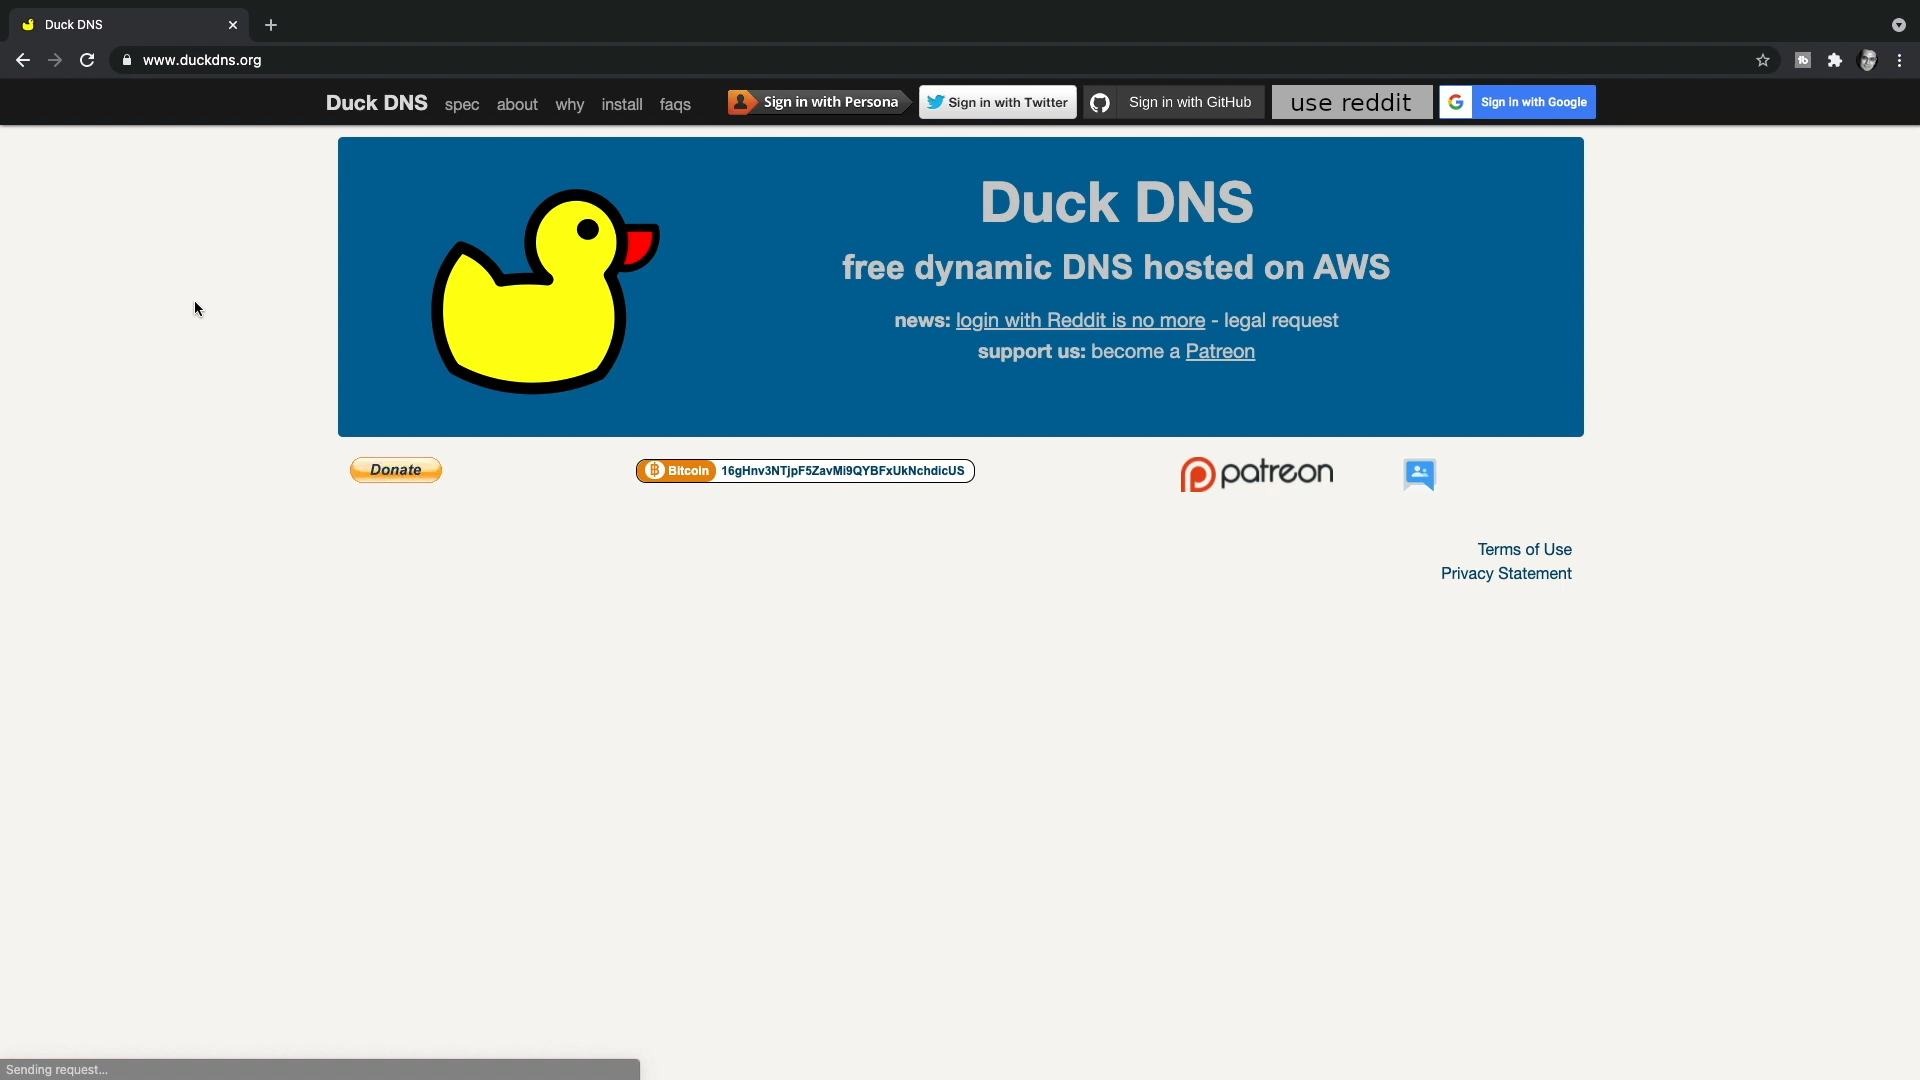 Duck DNS
www.duckdns.org
Duck DNS spec about why install faqs Sign in with Persona Sign in with Twitter Sign in with GitHub use reddit Sign in with Google
Duck DNS
free dynamic DNS hosted on AWS
news: login with Reddit is no more - legal request
support us: become a Patreon
Donate
Bitcoin 16gHnv3NTjpF5ZavMi9QYBFxUkNchdicUS
patreon
Terms of Use
Privacy Statement
Sending request...